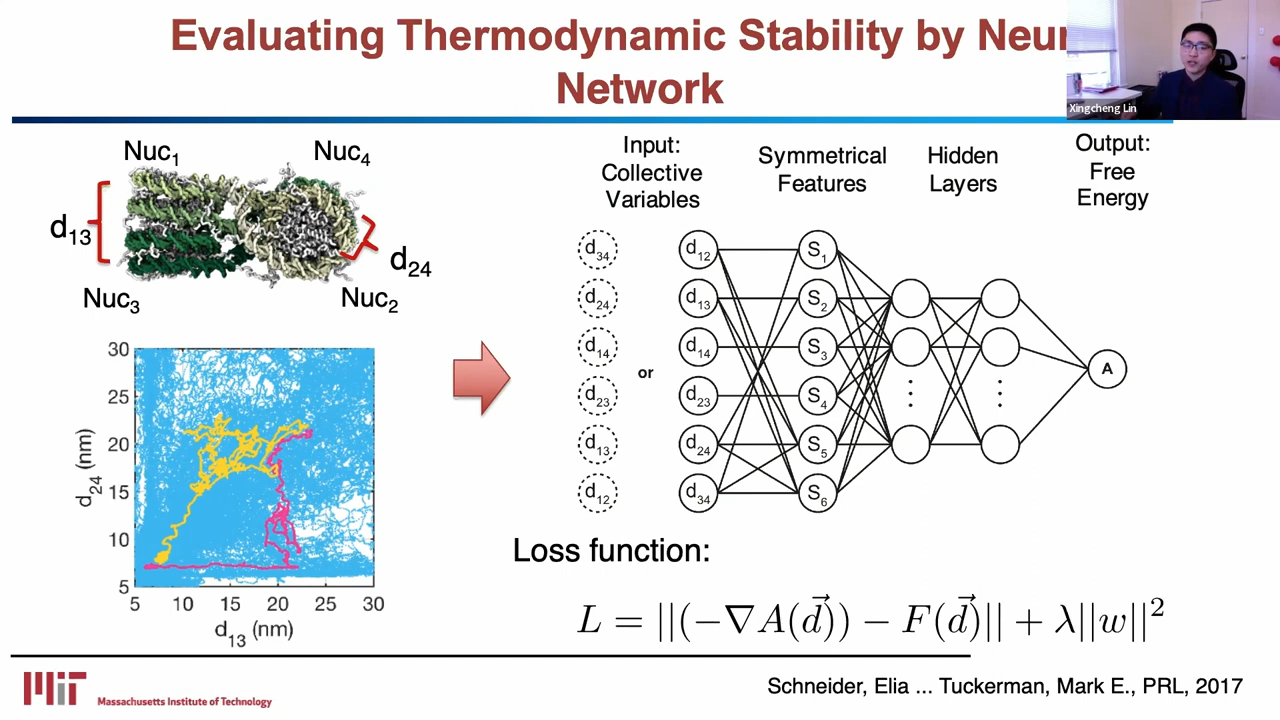 Evaluating Thermodynamic Stability by Neur
Network
Xingcheng Lin
Nuc₁
Nuc₄
d₁₃
d₂₄
Nuc₃
Nuc₂
30
25
20
15
10
5
d₂₄ (nm)
5 10 15 20 25 30
d₁₃ (nm)
Input:
Collective
Variables
Symmetrical
Features
Hidden
Layers
Output:
Free
Energy
d₃₄ d₁₂ S₁
d₂₄ d₁₃ S₂
d₁₄ d₁₄ S₃
or
A
d₂₃ d₂₃ S₄
d₁₃ d₂₄ S₅
d₁₂ d₃₄ S₆
Loss function:
L = ||(−∇A(d⃗)) − F(d⃗)|| + λ||w||²
MIT
Massachusetts Institute of Technology
Schneider, Elia ... Tuckerman, Mark E., PRL, 2017